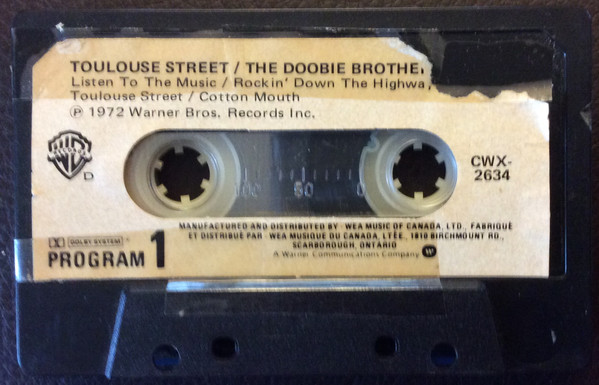 TOULOUSE STREET / THE DOOBIE BROTHE
Listen To The Music / Rockin' Down The Highwa
Toulouse Street / Cotton Mouth
Ⓟ 1972 Warner Bros. Records Inc.
WB
RECORDS
D
CWX-
2634
100 50 0
MANUFACTURED AND DISTRIBUTED BY · WEA MUSIC OF CANADA, LTD., FABRIQUÉ
ET DISTRIBUÉ PAR · WEA MUSIQUE DU CANADA, LTÉE., 1810 BIRCHMOUNT RD.,
SCARBOROUGH, ONTARIO
A Warner Communications Company
DOLBY SYSTEM
PROGRAM 1